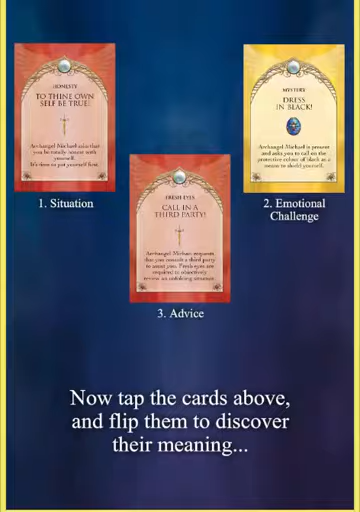 HONESTY
TO THINE OWN
SELF BE TRUE!
Archangel Michael asks that
you be totally honest with
yourself.
It's time to put yourself first.
1. Situation
MYSTERY
DRESS
IN BLACK!
Archangel Michael is present
and asks you to call on the
protective colour of black as a
means to shield yourself.
2. Emotional
Challenge
FRESH EYES
CALL IN A
THIRD PARTY!
Archangel Michael requests
that you consult a third party
to assist you. Fresh eyes are
required to objectively
review an unfolding situation.
3. Advice
Now tap the cards above,
and flip them to discover
their meaning...